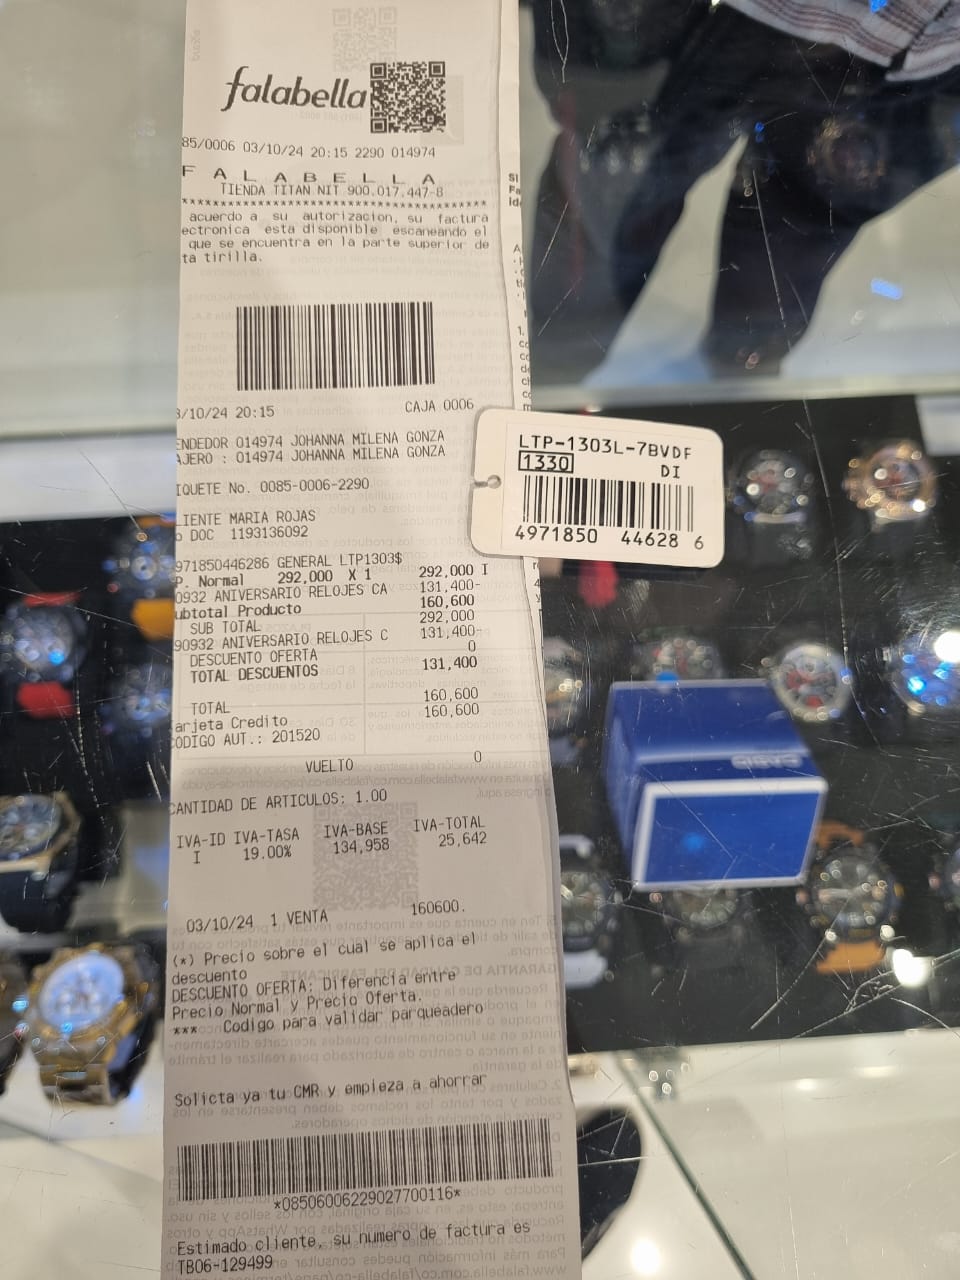 falabella
85/0006 03/10/24 20:15 2290 014974
F A L A B E L L A
TIENDA TITAN NIT 900.017.447-8
****************************************
acuerdo a su autorizacion, su factura
ectronica esta disponible escaneando el
que se encuentra en la parte superior de
ta tirilla.
3/10/24 20:15 CAJA 0006
ENDEDOR 014974 JOHANNA MILENA GONZA
AJERO : 014974 JOHANNA MILENA GONZA
IQUETE No. 0085-0006-2290
LIENTE MARIA ROJAS
o DOC 1193136092
971850446286 GENERAL LTP1303$
P. Normal 292,000 X 1 292,000 I
0932 ANIVERSARIO RELOJES CA 131,400-
ubtotal Producto 160,600
SUB TOTAL 292,000
90932 ANIVERSARIO RELOJES C 131,400-
DESCUENTO OFERTA 0
TOTAL DESCUENTOS 131,400
TOTAL 160,600
arjeta Credito 160,600
ODIGO AUT.: 201520
VUELTO 0
CANTIDAD DE ARTICULOS: 1.00
IVA-ID IVA-TASA IVA-BASE IVA-TOTAL
I 19.00% 134,958 25,642
03/10/24 1 VENTA 160600.
(*) Precio sobre el cual se aplica el
descuento
DESCUENTO OFERTA: Diferencia entre
Precio Normal y Precio Oferta.
*** Codigo para validar parqueadero
Solicta ya tu CMR y empieza a ahorrar
*08506006229027700116*
Estimado cliente, su numero de factura es
TB06-129499
LTP-1303L-7BVDF
1330 DI
4971850 44628 6
CASIO